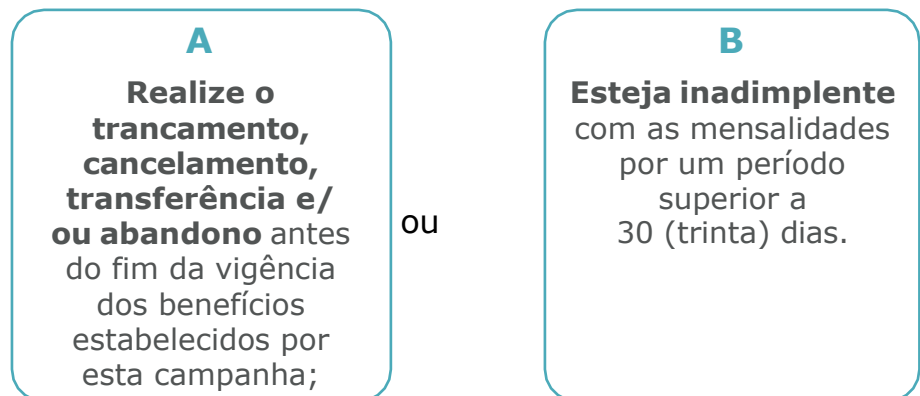 A
Realize o
trancamento,
cancelamento,
transferência e/
ou abandono antes
do fim da vigência
dos benefícios
estabelecidos por
esta campanha;
ou
B
Esteja inadimplente
com as mensalidades
por um período
superior a
30 (trinta) dias.